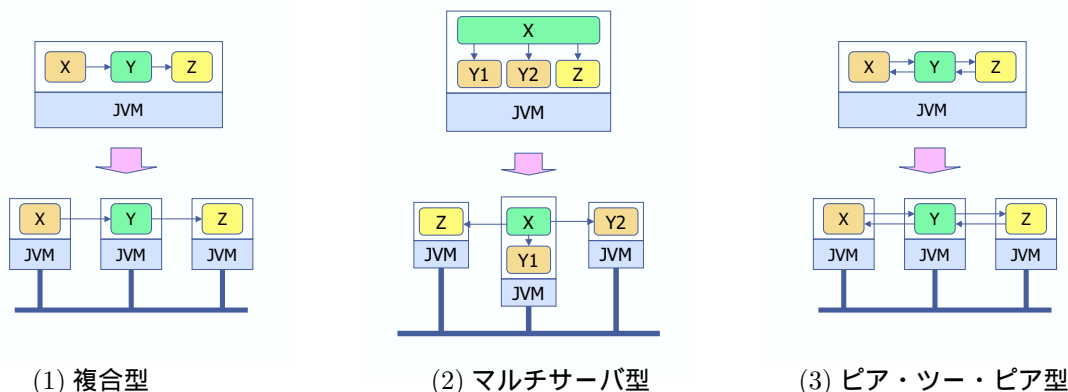 X Y Z
JVM
X Y Z
JVM JVM JVM
(1) 複合型
X
Y1 Y2 Z
JVM
Z X Y2
JVM Y1 JVM
JVM
(2) マルチサーバ型
X Y Z
JVM
X Y Z
JVM JVM JVM
(3) ピア・ツー・ピア型